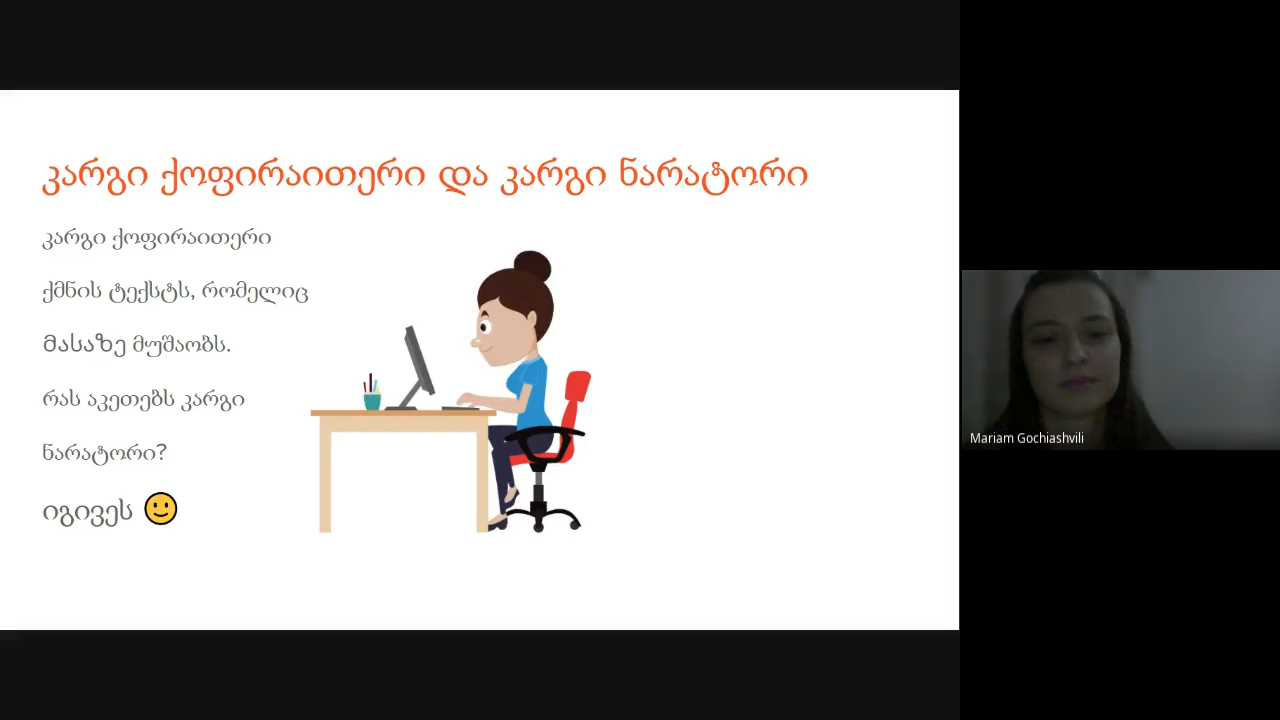 კარგი ქოფირაითერი და კარგი ნარატორი
კარგი ქოფირაითერი
ქმნის ტექსტს, რომელიც
მასაზე მუშაობს.
რას აკეთებს კარგი
ნარატორი?
იგივეს 🙂
Mariam Gochiashvili